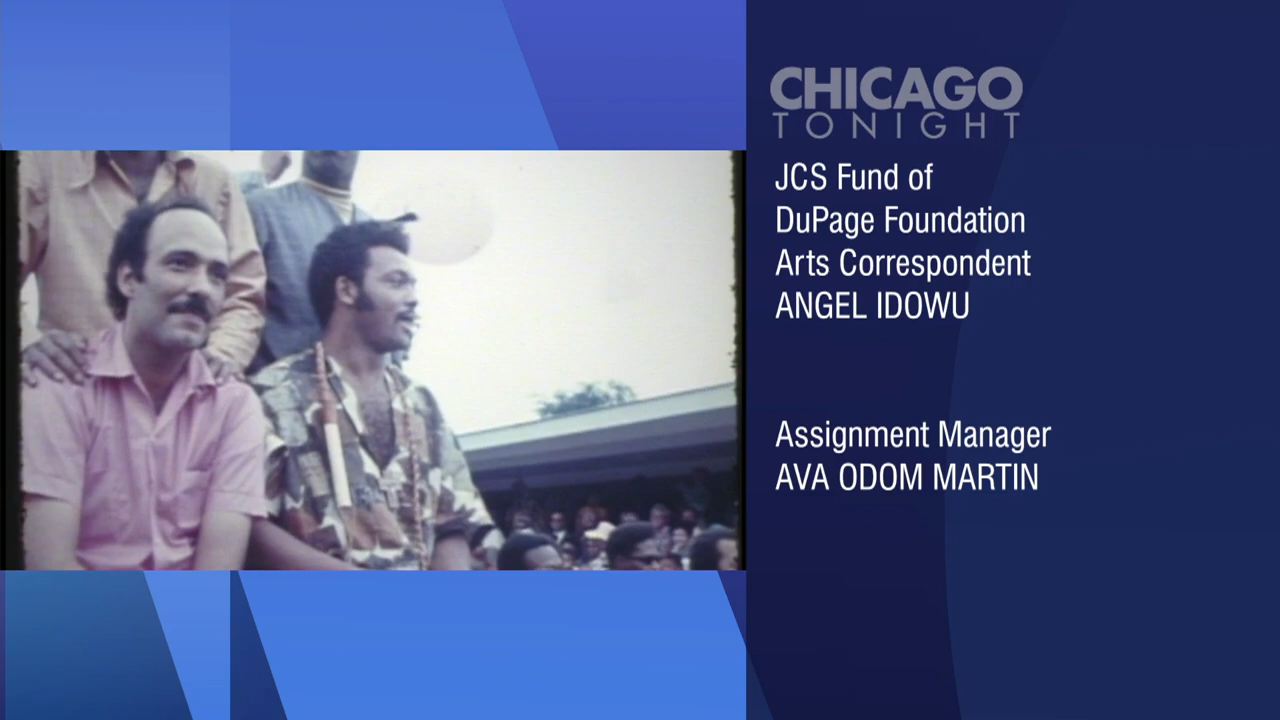 CHICAGO
TONIGHT
JCS Fund of
DuPage Foundation
Arts Correspondent
ANGEL IDOWU
Assignment Manager
AVA ODOM MARTIN